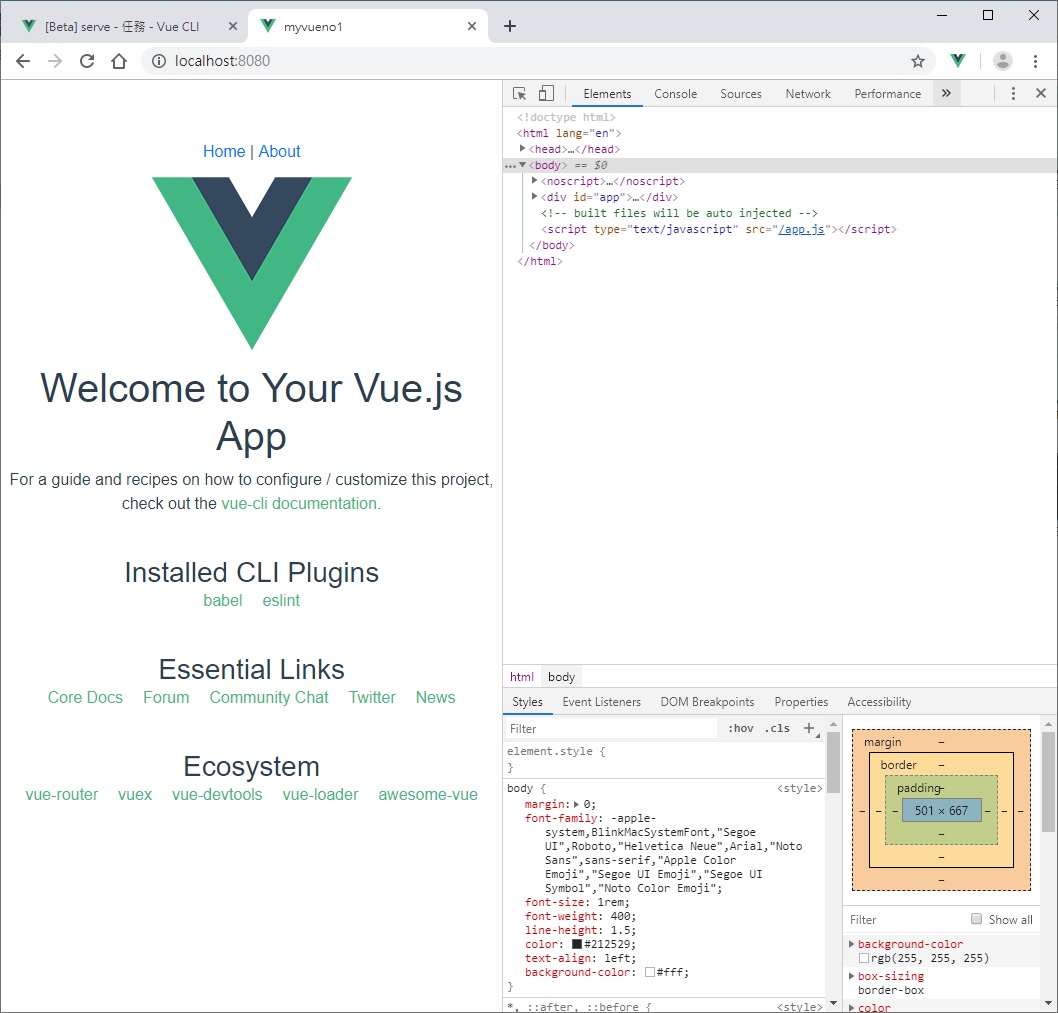 [Beta] serve - 任務 - Vue CLI
myvueno1
localhost:8080
Home | About
Welcome to Your Vue.js
App
For a guide and recipes on how to configure / customize this project,
check out the vue-cli documentation.
Installed CLI Plugins
babel eslint
Essential Links
Core Docs Forum Community Chat Twitter News
Ecosystem
vue-router vuex vue-devtools vue-loader awesome-vue
Elements Console Sources Network Performance »
<!doctype html>
<html lang="en">
<head>…</head>
<body> == $0
<noscript>…</noscript>
<div id="app">…</div>
<!-- built files will be auto injected -->
<script type="text/javascript" src="/app.js"></script>
</body>
</html>
html body
Styles Event Listeners DOM Breakpoints Properties Accessibility
Filter :hov .cls +
element.style {
}
body { <style>
margin: 0;
font-family: -apple-
system,BlinkMacSystemFont,"Segoe
UI",Roboto,"Helvetica Neue",Arial,"Noto
Sans",sans-serif,"Apple Color
Emoji","Segoe UI Emoji","Segoe UI
Symbol","Noto Color Emoji";
font-size: 1rem;
font-weight: 400;
line-height: 1.5;
color: #212529;
text-align: left;
background-color: #fff;
}
*, ::after, ::before { <style>
margin –
border –
padding –
– – – 501 × 667 – – –
–
–
–
Filter Show all
background-color
rgb(255, 255, 255)
box-sizing
border-box
color